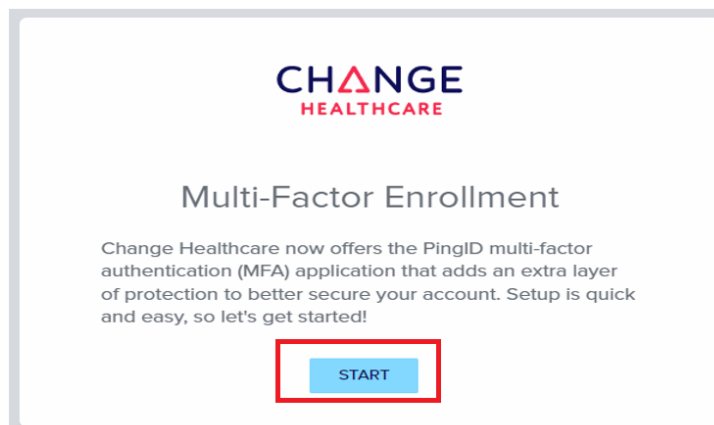 CHANGE
HEALTHCARE
Multi-Factor Enrollment
Change Healthcare now offers the PingID multi-factor
authentication (MFA) application that adds an extra layer
of protection to better secure your account. Setup is quick
and easy, so let's get started!
START